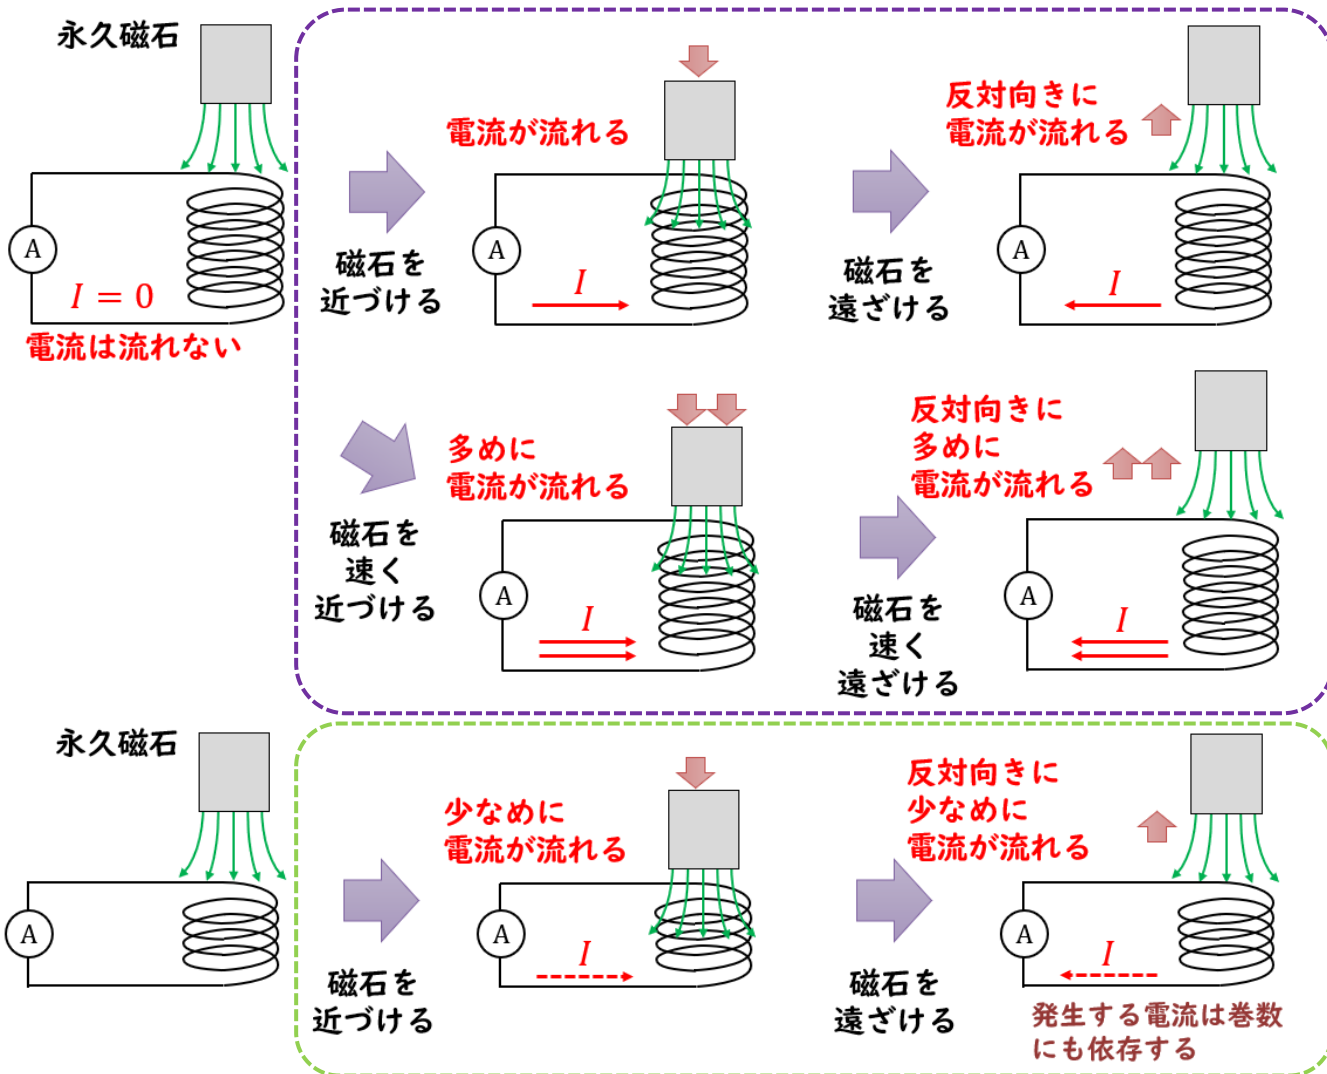 永久磁石
A
I = 0
電流は流れない
磁石を
近づける
電流が流れる
A
I
磁石を
遠ざける
反対向きに
電流が流れる
A
I
磁石を
速く
近づける
多めに
電流が流れる
A
I
磁石を
速く
遠ざける
反対向きに
多めに
電流が流れる
A
I
永久磁石
A
磁石を
近づける
少なめに
電流が流れる
A
I
磁石を
遠ざける
反対向きに
少なめに
電流が流れる
A
I
発生する電流は巻数
にも依存する